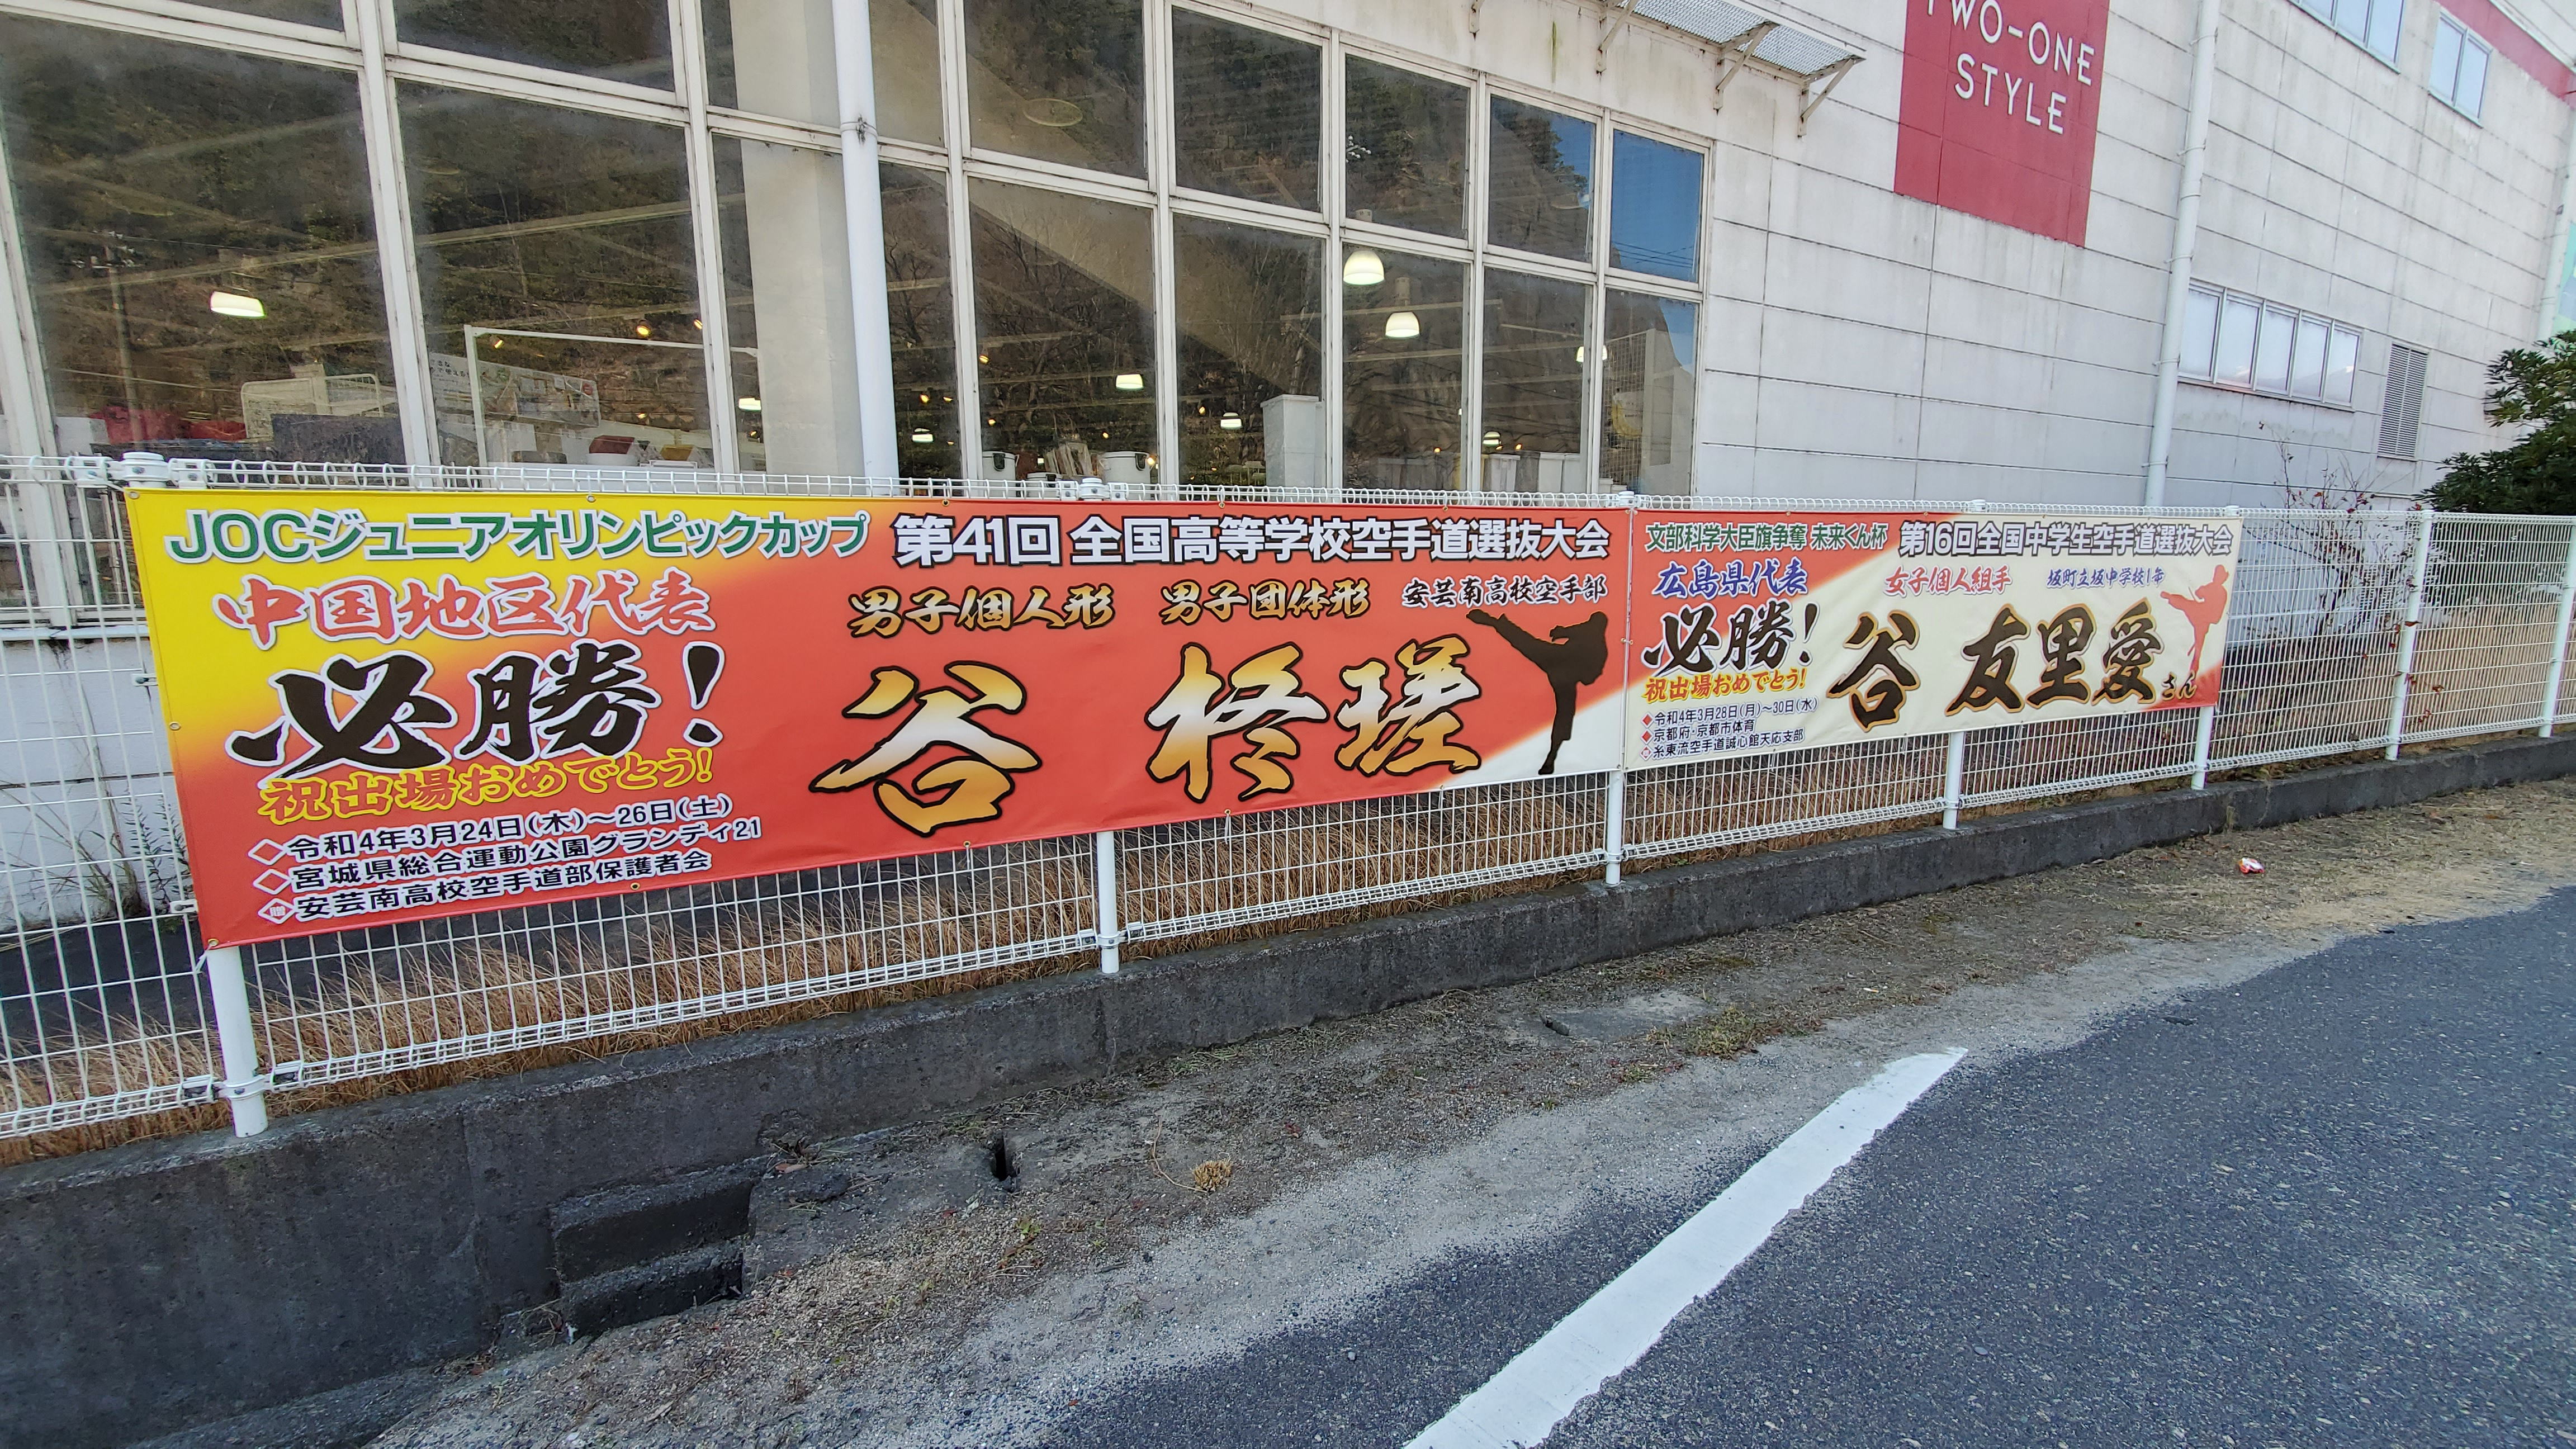 TWO-ONE
STYLE
JOCジュニアオリンピックカップ 第41回 全国高等学校空手道選抜大会
中国地区代表
男子個人形 男子団体形 安芸南高校空手部
必勝!
谷 柊瑳
祝出場おめでとう!
令和4年3月24日(木)〜26日(土)
宮城県総合運動公園グランディ21
贈 安芸南高校空手道部保護者会
文部科学大臣旗争奪 未来くん杯 第16回全国中学生空手道選抜大会
広島県代表
女子個人組手 坂町立坂中学校1年
必勝!
谷 友里愛さん
祝出場おめでとう!
令和4年3月28日(月)〜30日(水)
京都府・京都市体育
糸東流空手道誠心館天応支部